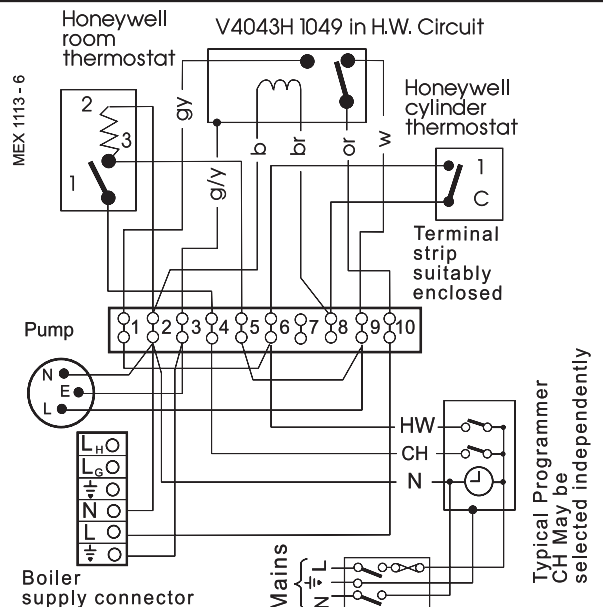 Honeywell
room
thermostat
V4043H 1049 in H.W. Circuit
MEX 1113 - 6
2
3
1
gy
g/y
b
br
or
w
Honeywell
cylinder
thermostat
1
C
Terminal
strip
suitably
enclosed
1 2 3 4 5 6 7 8 9 10
Pump
N
E
L
LH
LG
N
L
Boiler
supply connector
HW
CH
N
Typical Programmer
CH May be
selected independently
Mains
L
N